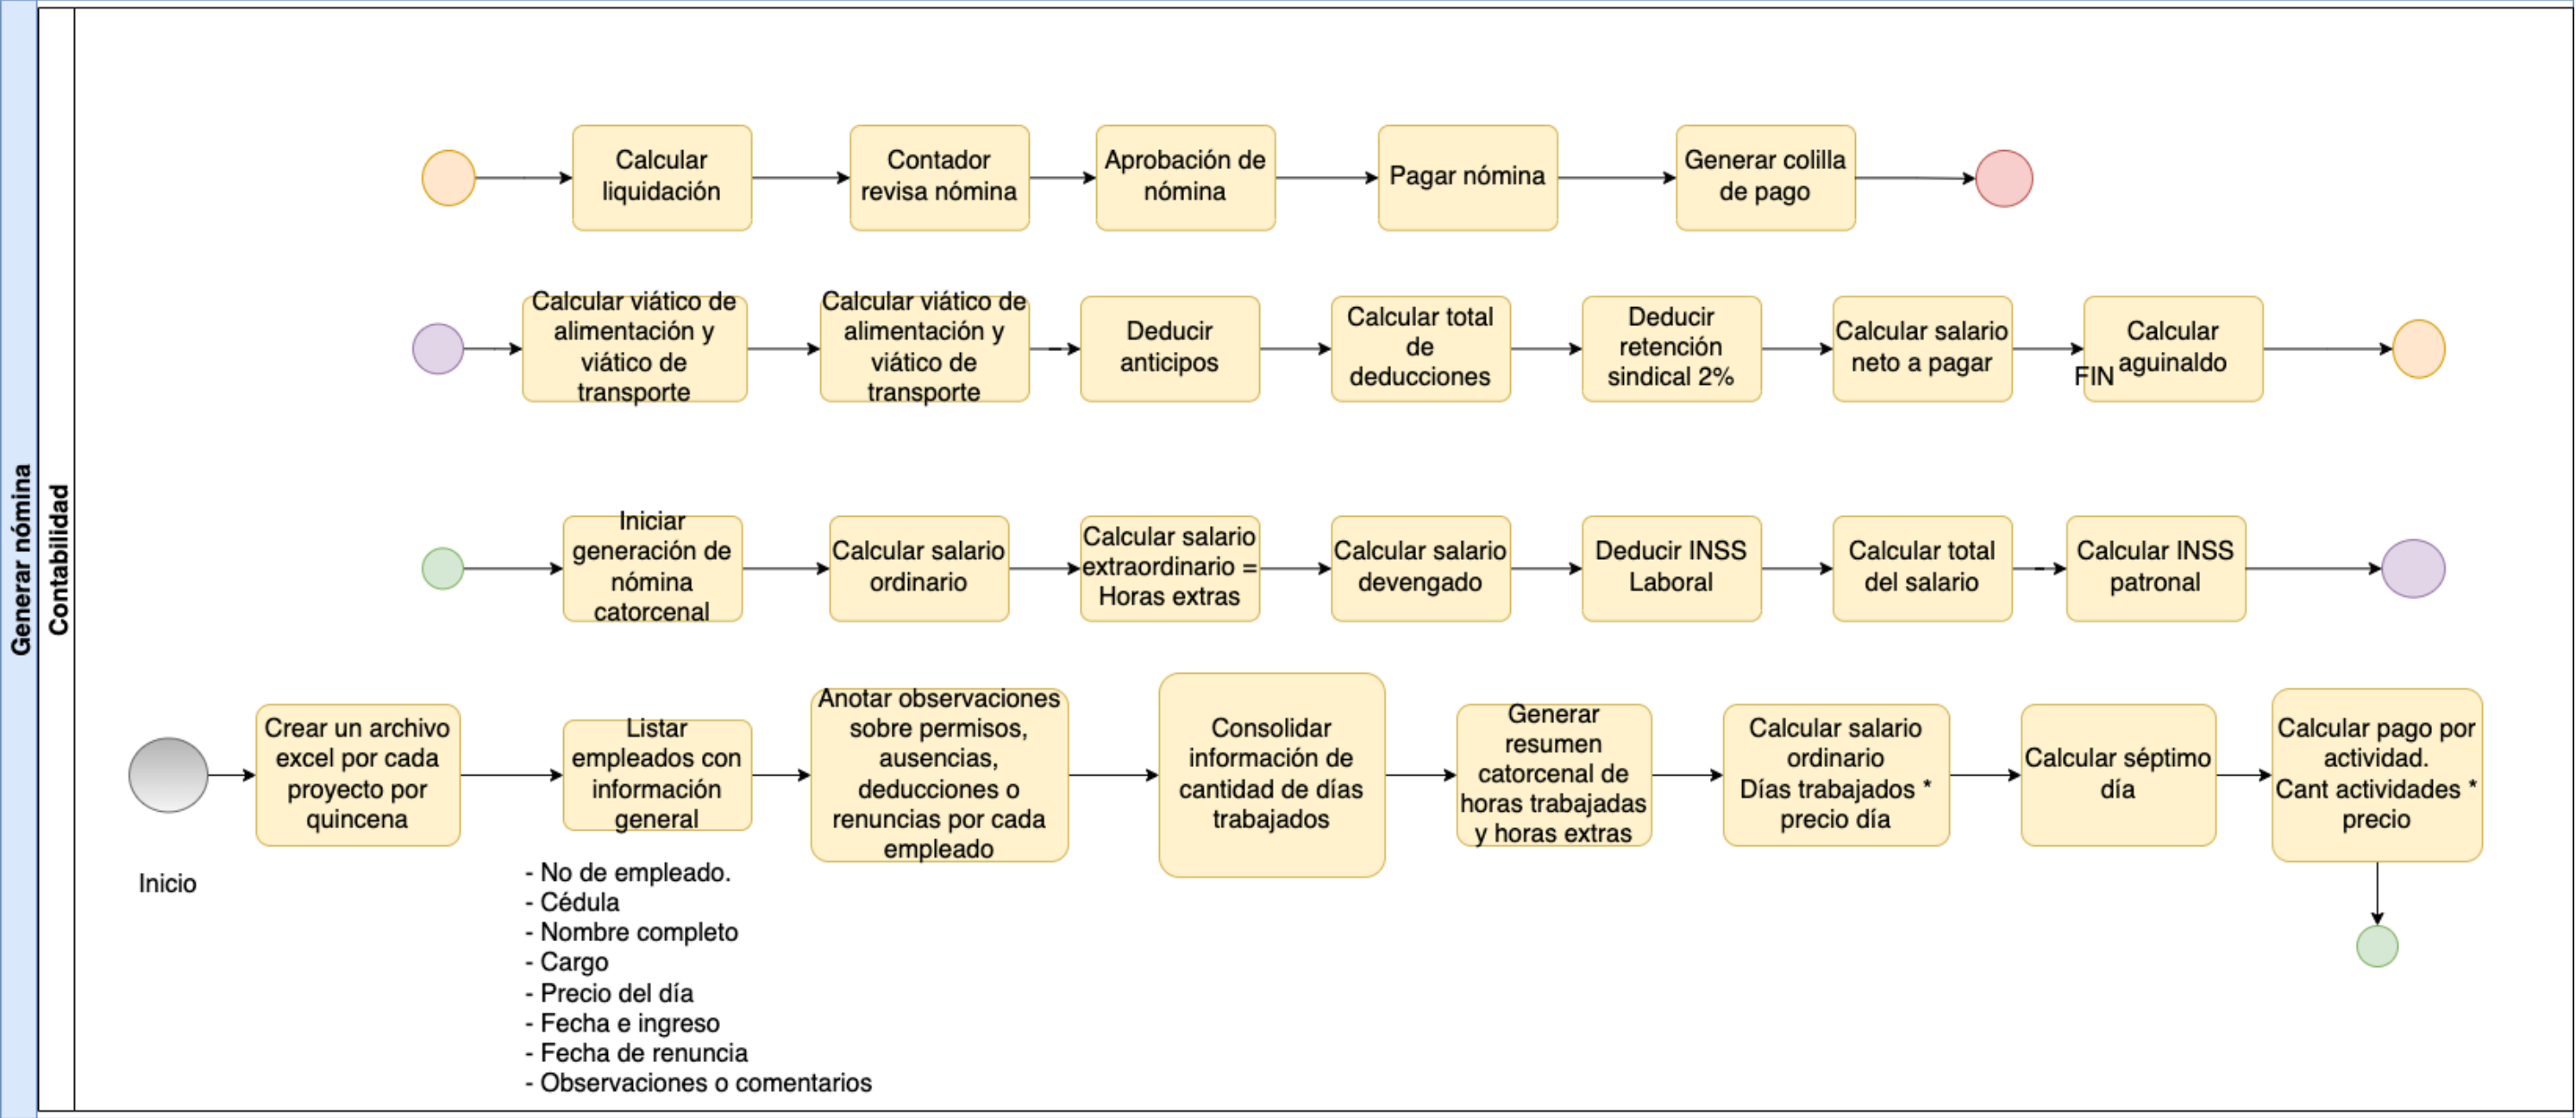 Generar nómina
Contabilidad
Calcular
liquidación
Contador
revisa nómina
Aprobación de
nómina
Pagar nómina
Generar colilla
de pago
Calcular viático de
alimentación y
viático de
transporte
Calcular viático de
alimentación y
viático de
transporte
Deducir
anticipos
Calcular total
de
deducciones
Deducir
retención
sindical 2%
Calcular salario
neto a pagar
FIN
Calcular
aguinaldo
Iniciar
generación de
nómina
catorcenal
Calcular salario
ordinario
Calcular salario
extraordinario =
Horas extras
Calcular salario
devengado
Deducir INSS
Laboral
Calcular total
del salario
Calcular INSS
patronal
Inicio
Crear un archivo
excel por cada
proyecto por
quincena
Listar
empleados con
información
general
- No de empleado.
- Cédula
- Nombre completo
- Cargo
- Precio del día
- Fecha e ingreso
- Fecha de renuncia
- Observaciones o comentarios
Anotar observaciones
sobre permisos,
ausencias,
deducciones o
renuncias por cada
empleado
Consolidar
información de
cantidad de días
trabajados
Generar
resumen
catorcenal de
horas trabajadas
y horas extras
Calcular salario
ordinario
Días trabajados *
precio día
Calcular séptimo
día
Calcular pago por
actividad.
Cant actividades *
precio